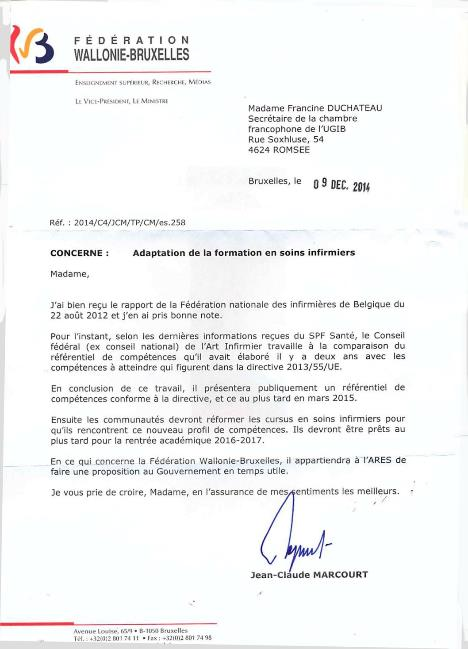 FÉDÉRATION
WALLONIE-BRUXELLES
ENSEIGNEMENT SUPÉRIEUR, RECHERCHE, MÉDIAS
LE VICE-PRÉSIDENT, LE MINISTRE
Madame Francine DUCHATEAU
Secrétaire de la chambre
francophone de l'UGIB
Rue Soxhluse, 54
4624 ROMSEE
Bruxelles, le 09 DEC. 2014
Réf. : 2014/C4/JCM/TP/CM/es.258
CONCERNE : Adaptation de la formation en soins infirmiers
Madame,
J'ai bien reçu le rapport de la Fédération nationale des infirmières de Belgique du
22 août 2012 et j'en ai pris bonne note.
Pour l'instant, selon les dernières informations reçues du SPF Santé, le Conseil
fédéral (ex conseil national) de l'Art Infirmier travaille à la comparaison du
référentiel de compétences qu'il avait élaboré il y a deux ans avec les
compétences à atteindre qui figurent dans la directive 2013/55/UE.
En conclusion de ce travail, il présentera publiquement un référentiel de
compétences conforme à la directive, et ce au plus tard en mars 2015.
Ensuite les communautés devront réformer les cursus en soins infirmiers pour
qu'ils rencontrent ce nouveau profil de compétences. Ils devront être prêts au
plus tard pour la rentrée académique 2016-2017.
En ce qui concerne la Fédération Wallonie-Bruxelles, il appartiendra à l'ARES de
faire une proposition au Gouvernement en temps utile.
Je vous prie de croire, Madame, en l'assurance de mes sentiments les meilleurs.
Jean-Claude MARCOURT
Avenue Louise, 65/9 • B-1050 Bruxelles
Tél. : +32(0)2 801 74 11 • Fax : +32(0)2 801 74 98